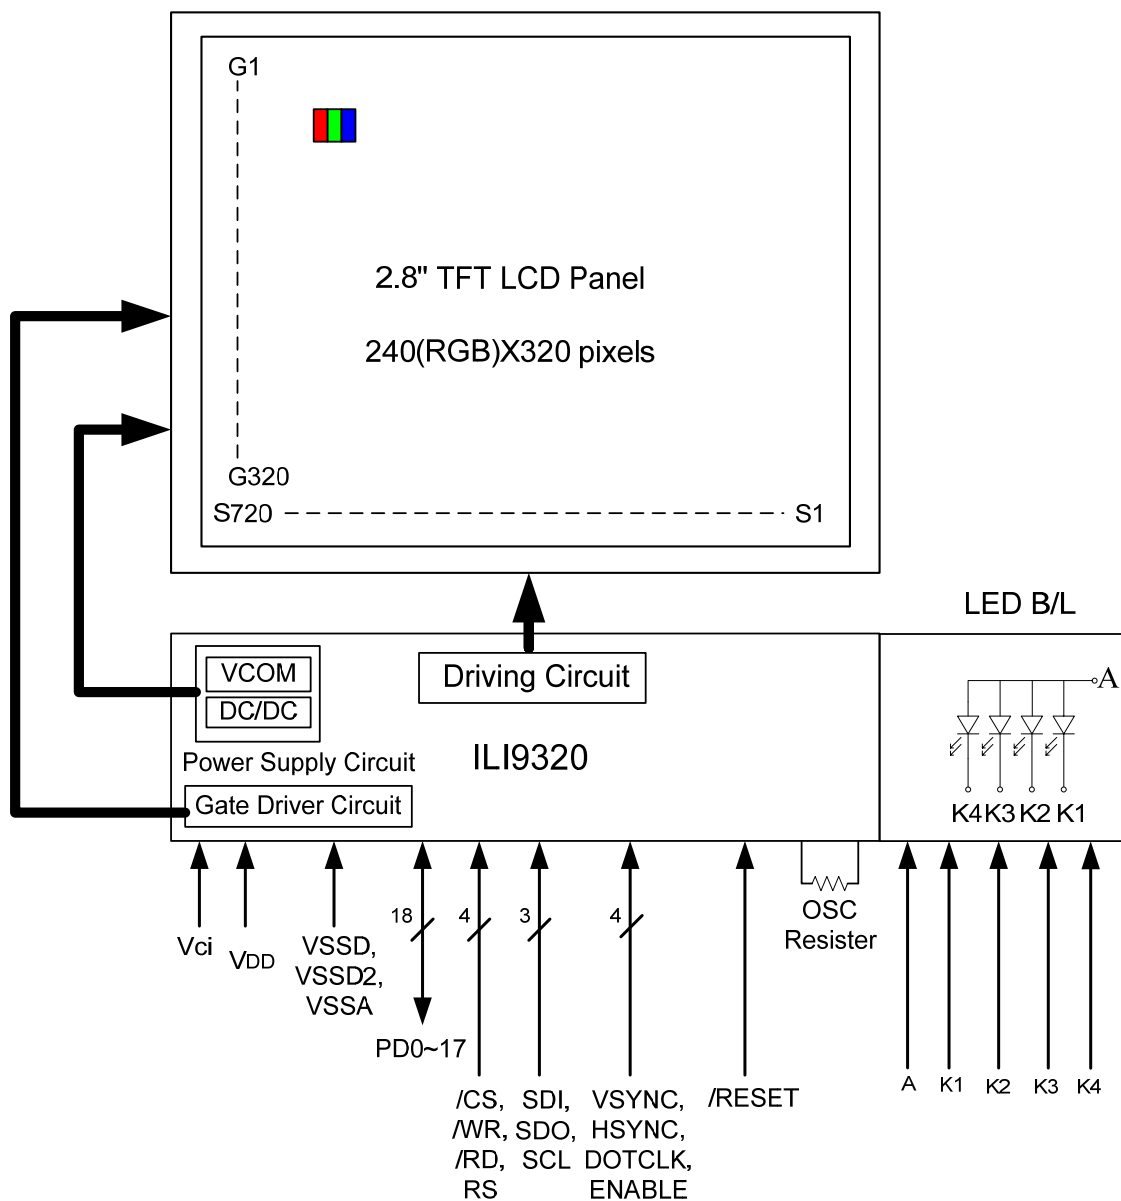 G1
2.8" TFT LCD Panel
240(RGB)X320 pixels
G320
S720
S1
LED B/L
VCOM
DC/DC
Driving Circuit
A
Power Supply Circuit
ILI9320
Gate Driver Circuit
K4 K3 K2 K1
18
4
3
4
OSC
Resister
Vci
VDD
VSSD,
VSSD2,
VSSA
PD0~17
/CS,
/WR,
/RD,
RS
SDI,
SDO,
SCL
VSYNC,
HSYNC,
DOTCLK,
ENABLE
/RESET
A
K1
K2
K3
K4